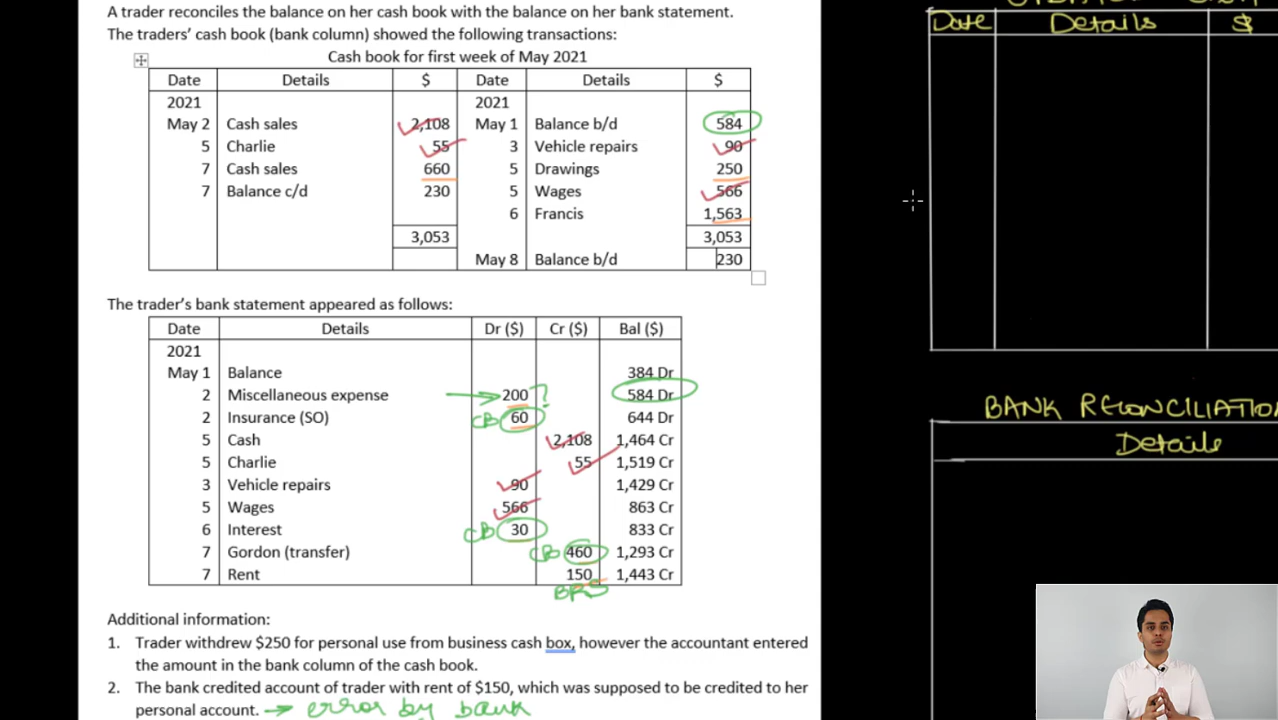 A trader reconciles the balance on her cash book with the balance on her bank statement.
The traders' cash book (bank column) showed the following transactions:
Cash book for first week of May 2021
Date Details $ Date Details $
2021 2021
May 2 Cash sales 2,108 May 1 Balance b/d 584
5 Charlie 55 3 Vehicle repairs 90
7 Cash sales 660 5 Drawings 250
7 Balance c/d 230 5 Wages 566
6 Francis 1,563
3,053 3,053
May 8 Balance b/d 230
The trader's bank statement appeared as follows:
Date Details Dr ($) Cr ($) Bal ($)
2021
May 1 Balance 384 Dr
2 Miscellaneous expense 200 ? 584 Dr
2 Insurance (SO) CB 60 644 Dr
5 Cash 2,108 1,464 Cr
5 Charlie 55 1,519 Cr
3 Vehicle repairs 90 1,429 Cr
5 Wages 566 863 Cr
6 Interest CB 30 833 Cr
7 Gordon (transfer) CB 460 1,293 Cr
7 Rent 150 1,443 Cr
BRS
Additional information:
1. Trader withdrew $250 for personal use from business cash box, however the accountant entered
the amount in the bank column of the cash book.
2. The bank credited account of trader with rent of $150, which was supposed to be credited to her
personal account. → error by bank
Date Details $
BANK RECONCILIATION
Details